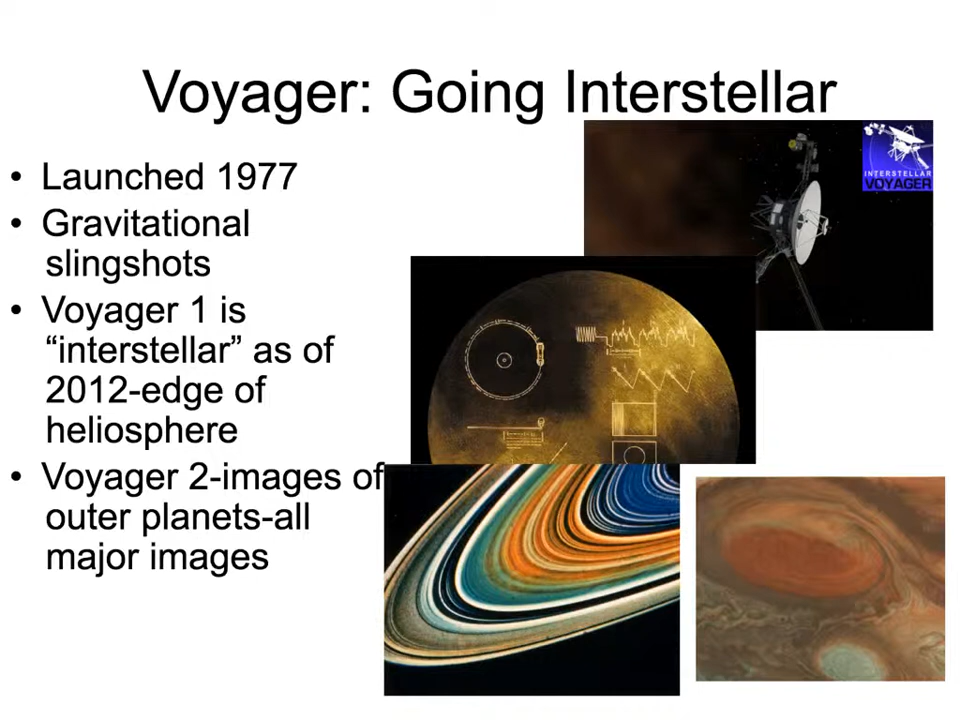 Voyager: Going Interstellar
• Launched 1977
• Gravitational
slingshots
• Voyager 1 is
“interstellar” as of
2012-edge of
heliosphere
• Voyager 2-images of
outer planets-all
major images
INTERSTELLAR
VOYAGER